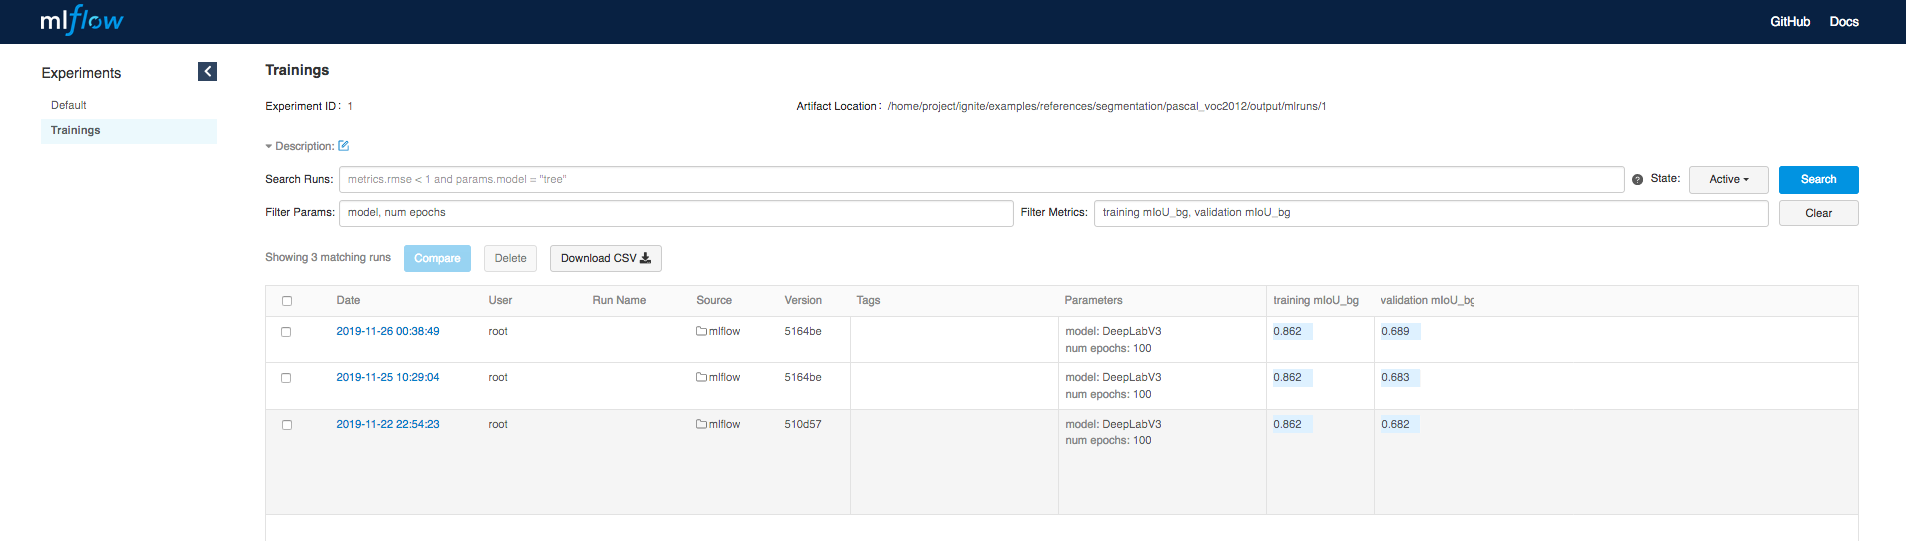 mlflow GitHub Docs
Experiments
Default
Trainings
Trainings
Experiment ID: 1 Artifact Location: /home/project/ignite/examples/references/segmentation/pascal_voc2012/output/mlruns/1
Description:
Search Runs: metrics.rmse < 1 and params.model = "tree" ? State: Active Search
Filter Params: model, num epochs Filter Metrics: training mIoU_bg, validation mIoU_bg Clear
Showing 3 matching runs Compare Delete Download CSV
Date User Run Name Source Version Tags Parameters training mIoU_bg validation mIoU_bg
2019-11-26 00:38:49 root mlflow 5164be model: DeepLabV3 0.862 0.689
num epochs: 100
2019-11-25 10:29:04 root mlflow 5164be model: DeepLabV3 0.862 0.683
num epochs: 100
2019-11-22 22:54:23 root mlflow 510d57 model: DeepLabV3 0.862 0.682
num epochs: 100